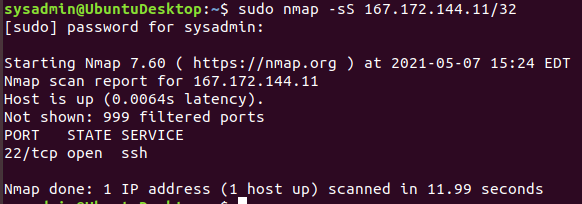 sysadmin@UbuntuDesktop:~$ sudo nmap -sS 167.172.144.11/32
[sudo] password for sysadmin:
Starting Nmap 7.60 ( https://nmap.org ) at 2021-05-07 15:24 EDT
Nmap scan report for 167.172.144.11
Host is up (0.0064s latency).
Not shown: 999 filtered ports
PORT   STATE SERVICE
22/tcp open  ssh
Nmap done: 1 IP address (1 host up) scanned in 11.99 seconds